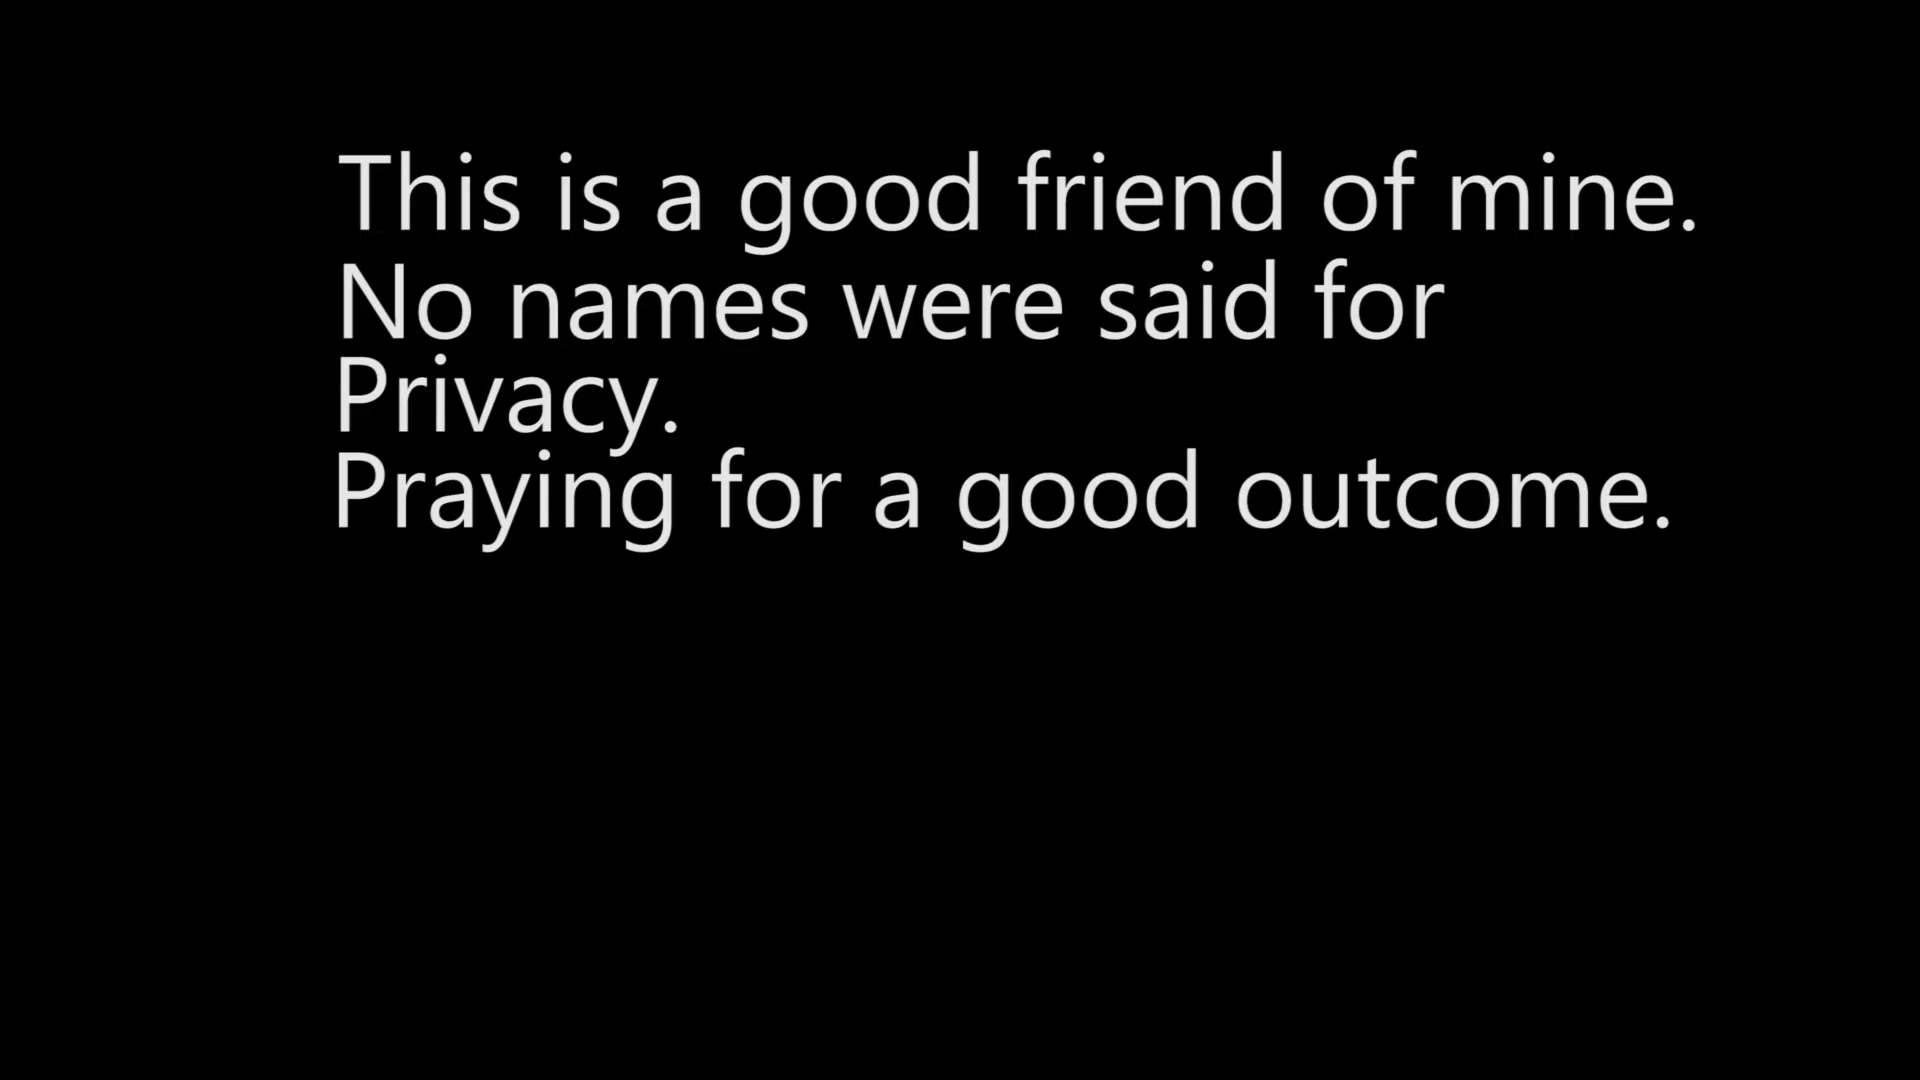 This is a good friend of mine.
No names were said for
Privacy.
Praying for a good outcome.